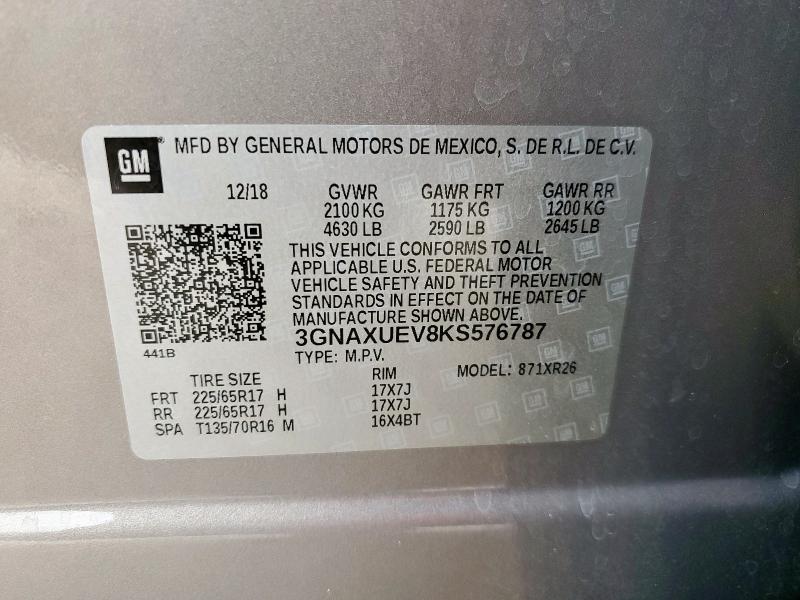 GM
® MFD BY GENERAL MOTORS DE MEXICO, S. DE R.L. DE C.V.
12/18 GVWR GAWR FRT GAWR RR
2100 KG 1175 KG 1200 KG
4630 LB 2590 LB 2645 LB
THIS VEHICLE CONFORMS TO ALL
APPLICABLE U.S. FEDERAL MOTOR
VEHICLE SAFETY AND THEFT PREVENTION
STANDARDS IN EFFECT ON THE DATE OF
MANUFACTURE SHOWN ABOVE.
3GNAXUEV8KS576787
441B
TYPE: M.P.V.
TIRE SIZE RIM MODEL: 871XR26
FRT 225/65R17 H 17X7J
RR 225/65R17 H 17X7J
SPA T135/70R16 M 16X4BT